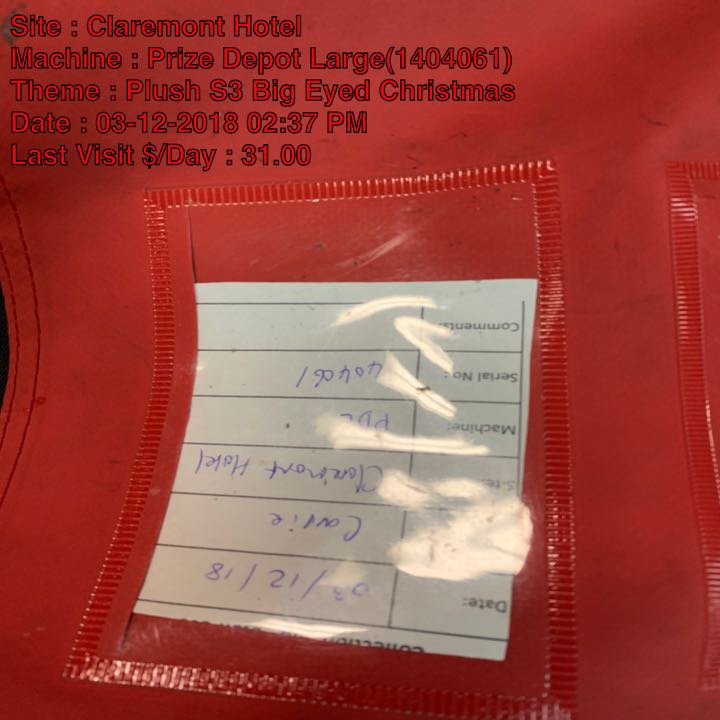 Site : Claremont Hotel
Machine : Prize Depot Large(1404061)
Theme : Plush S3 Big Eyed Christmas
Date : 03-12-2018 02:37 PM
Last Visit $/Day : 31.00
Date: 03/12/18
Carrie
Site: Claremont Hotel
Machine: PDL
Serial No: 404061
Comments: